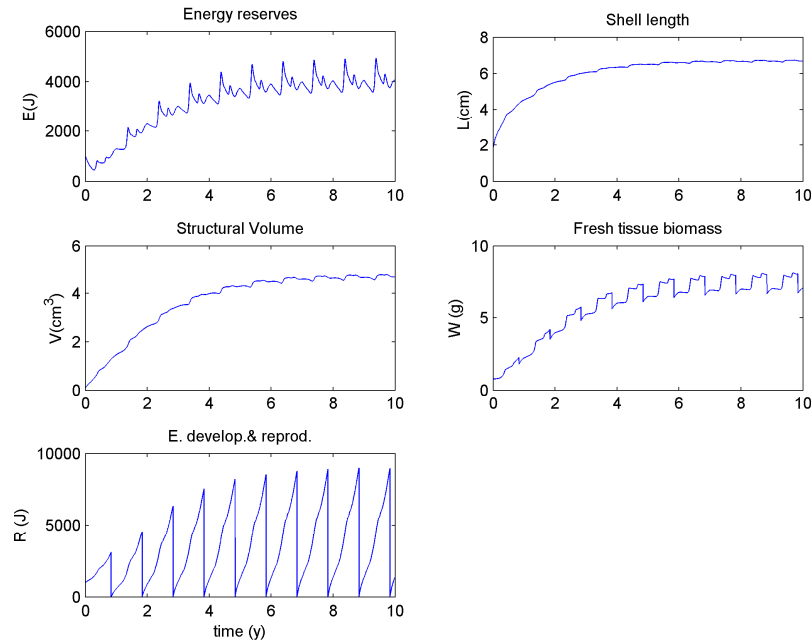 Energy reserves
6000
4000
2000
0
E(J)
0 2 4 6 8 10
Shell length
8
6
4
2
0
L(cm)
0 2 4 6 8 10
Structural Volume
6
4
2
0
V(cm³)
0 2 4 6 8 10
Fresh tissue biomass
10
5
0
W (g)
0 2 4 6 8 10
E. develop.& reprod.
10000
5000
0
R (J)
0 2 4 6 8 10
time (y)